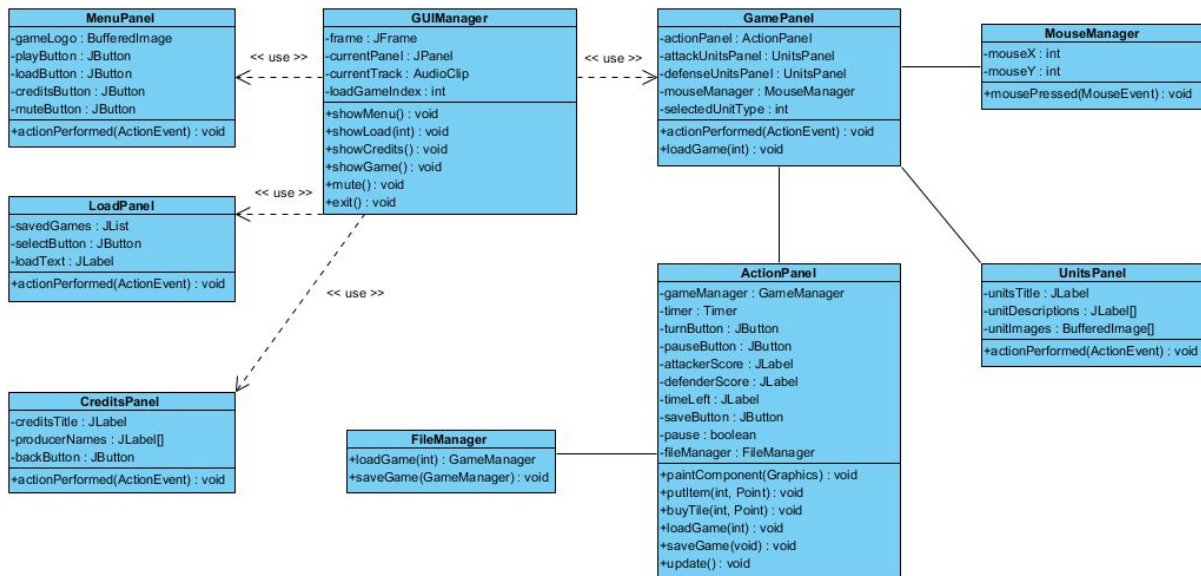 MenuPanel
-gameLogo : BufferedImage
-playButton : JButton
-loadButton : JButton
-creditsButton : JButton
-muteButton : JButton
+actionPerformed(ActionEvent) : void
<< use >>
GUIManager
-frame : JFrame
-currentPanel : JPanel
-currentTrack : AudioClip
-loadGameIndex : int
+showMenu() : void
+showLoad(int) : void
+showCredits() : void
+showGame() : void
+mute() : void
+exit() : void
<< use >>
GamePanel
-actionPanel : ActionPanel
-attackUnitsPanel : UnitsPanel
-defenseUnitsPanel : UnitsPanel
-mouseManager : MouseManager
-selectedUnitType : int
+actionPerformed(ActionEvent) : void
+loadGame(int) : void
MouseManager
-mouseX : int
-mouseY : int
+mousePressed(MouseEvent) : void
<< use >>
LoadPanel
-savedGames : JList
-selectButton : JButton
-loadText : JLabel
+actionPerformed(ActionEvent) : void
<< use >>
CreditsPanel
-creditsTitle : JLabel
-producerNames : JLabel[]
-backButton : JButton
+actionPerformed(ActionEvent) : void
FileManager
+loadGame(int) : GameManager
+saveGame(GameManager) : void
ActionPanel
-gameManager : GameManager
-timer : Timer
-turnButton : JButton
-pauseButton : JButton
-attackerScore : JLabel
-defenderScore : JLabel
-timeLeft : JLabel
-saveButton : JButton
-pause : boolean
-fileManager : FileManager
+paintComponent(Graphics) : void
+putItem(int, Point) : void
+buyTile(int, Point) : void
+loadGame(int) : void
+saveGame(void) : void
+update() : void
UnitsPanel
-unitsTitle : JLabel
-unitDescriptions : JLabel[]
-unitImages : BufferedImage[]
+actionPerformed(ActionEvent) : void